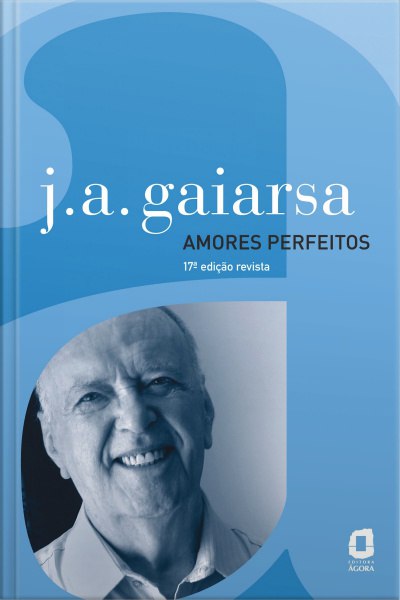 j.a. gaiarsa
AMORES PERFEITOS
17ª edição revista
EDITORA
ÁGORA